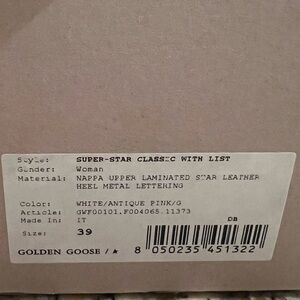 Style: SUPER-STAR CLASSIC WITH LIST
Gender: Woman
Material: NAPPA UPPER LAMINATED STAR LEATHER
HEEL METAL LETTERING
Color: WHITE/ANTIQUE PINK/G
Article: GWF00101.F004065.11373
Made In: IT
DB
Size: 39
GOLDEN GOOSE / ★
8 050235 451322